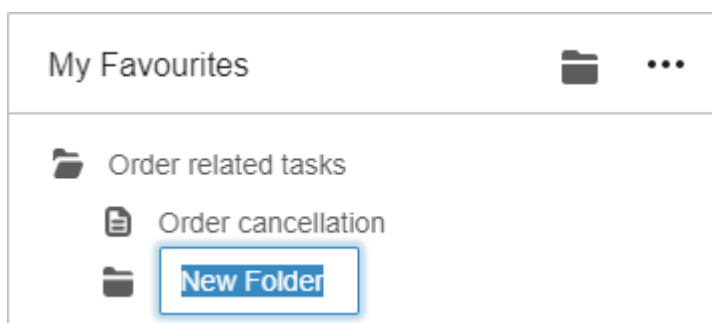 My Favourites
Order related tasks
Order cancellation
New Folder